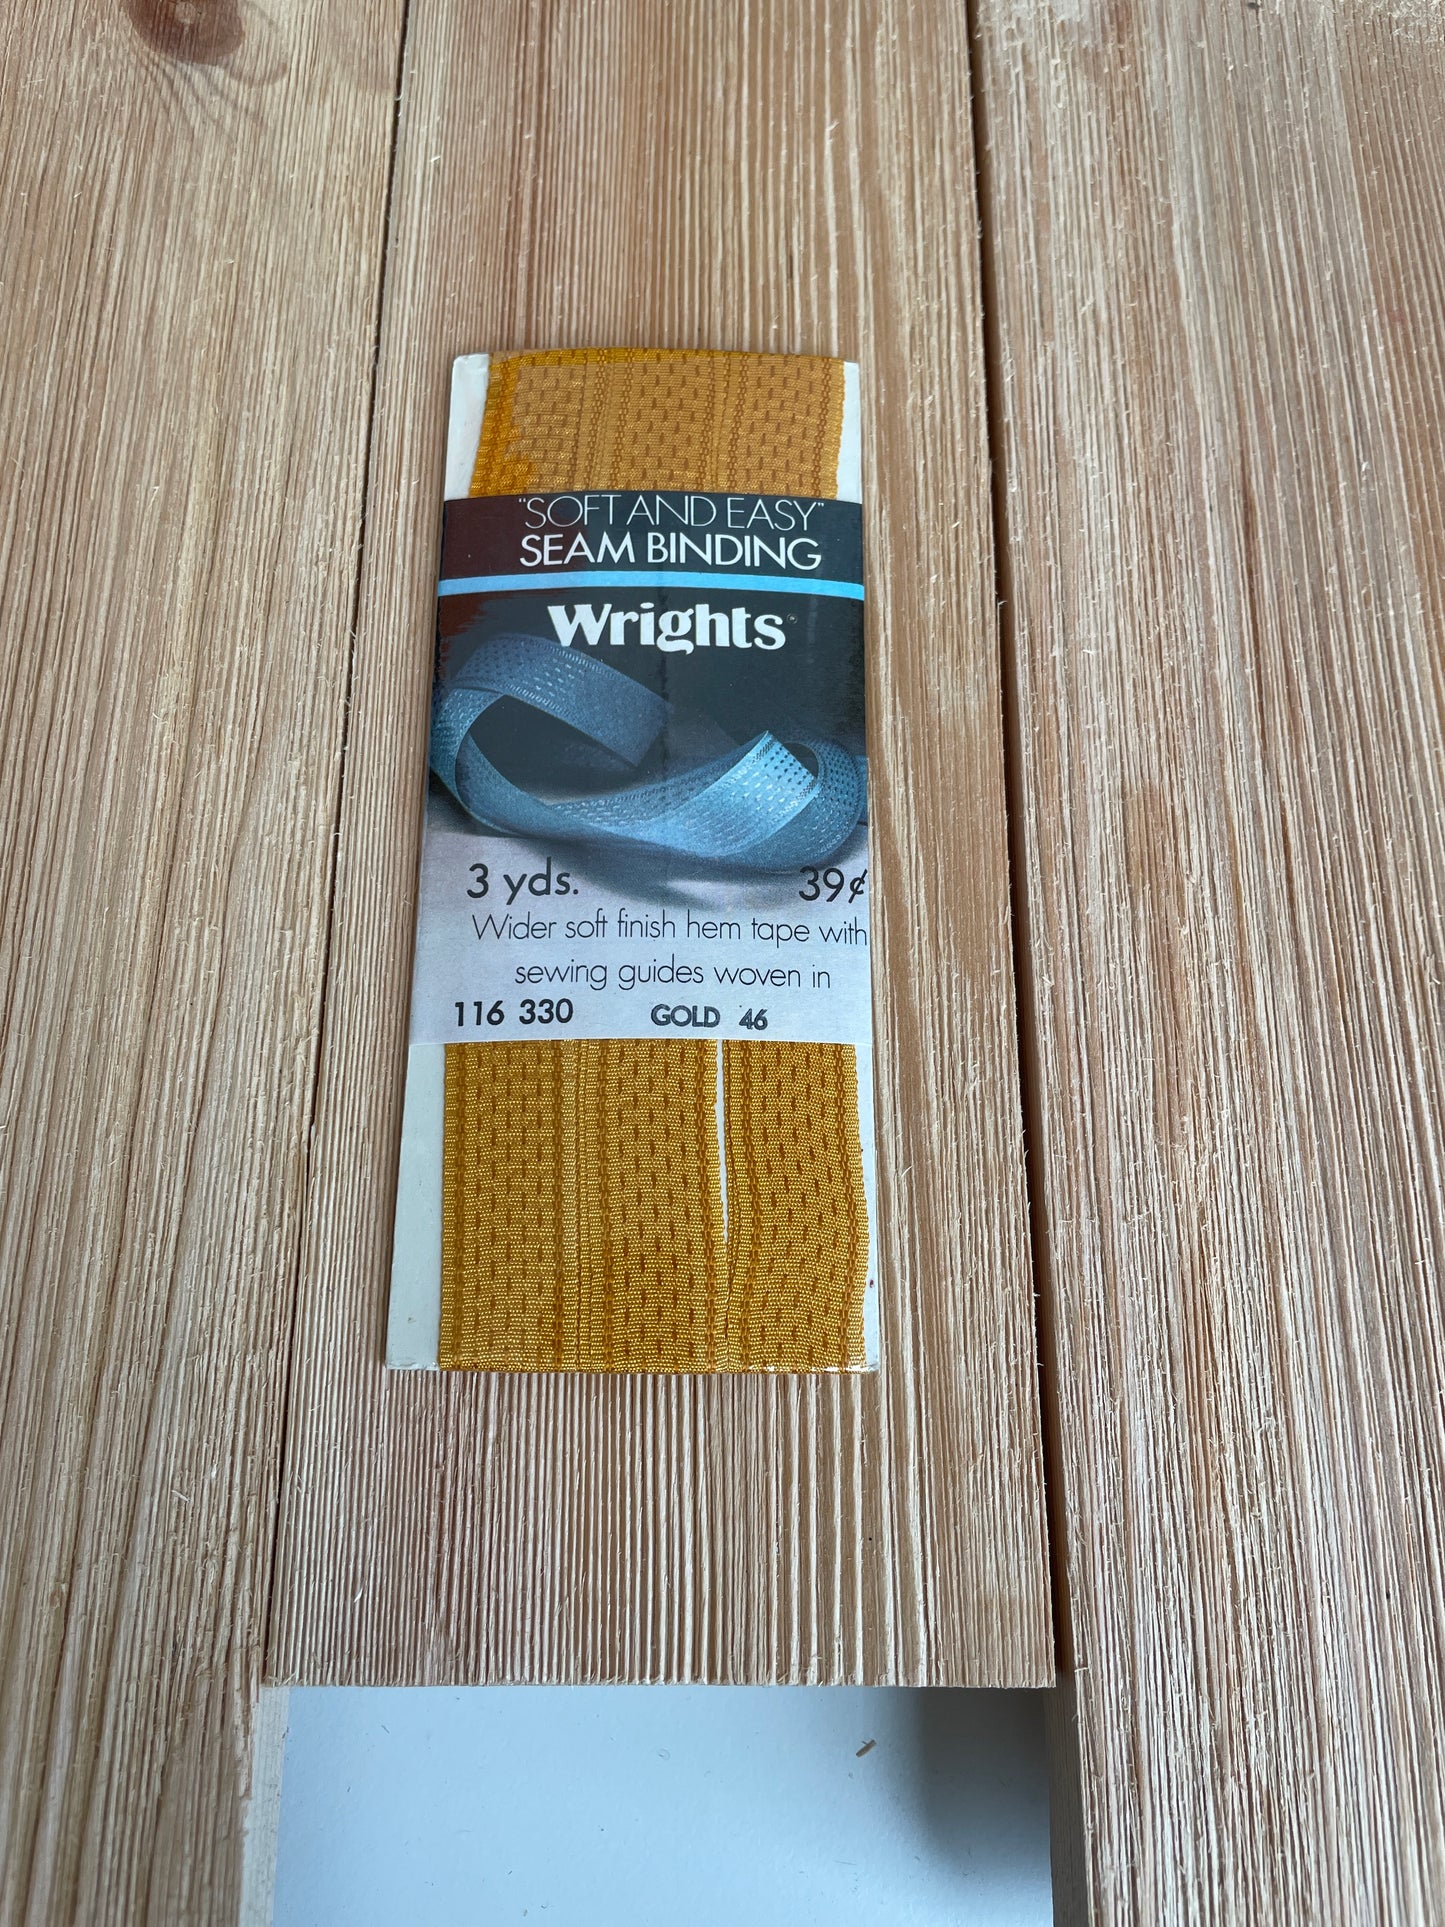 "SOFT AND EASY"
SEAM BINDING
Wrights®
3 yds. 39¢
Wider soft finish hem tape with
sewing guides woven in
116 330 GOLD 46